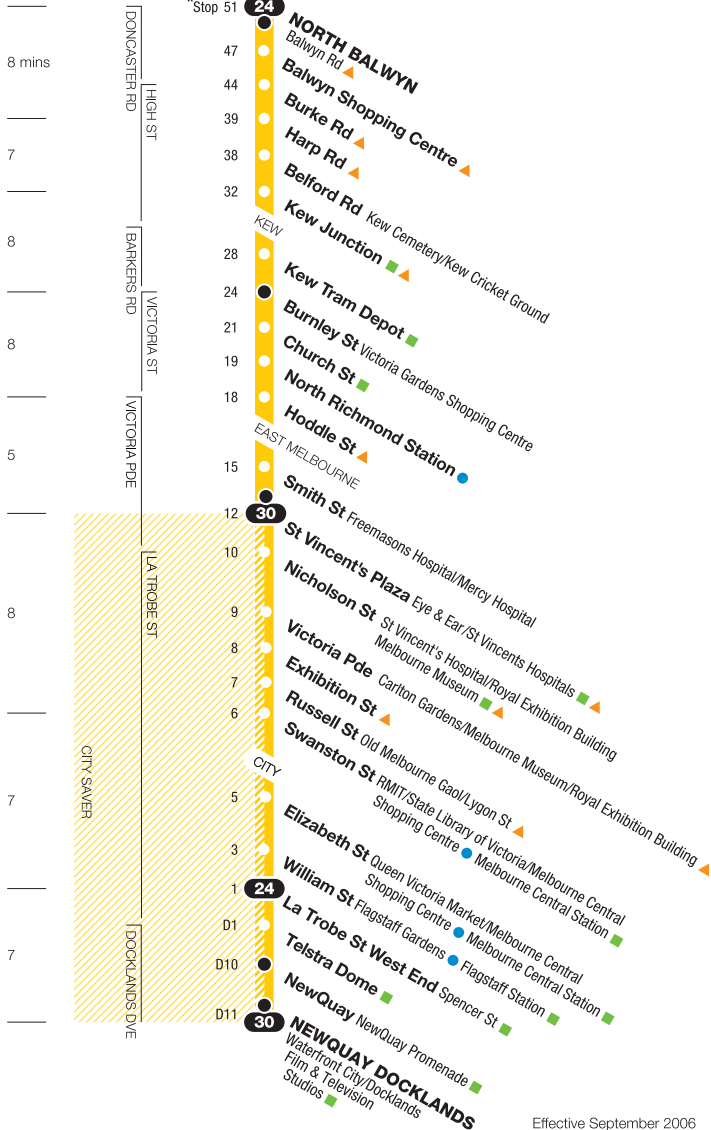 "Stop 51
24
NORTH BALWYN
Balwyn Rd
DONCASTER RD
8 mins
47
Balwyn Shopping Centre
44
Burke Rd
HIGH ST
39
Harp Rd
7
38
Belford Rd Kew Cemetery/Kew Cricket Ground
32
Kew Junction
KEW
8
BARKERS RD
28
Kew Tram Depot
24
Burnley St Victoria Gardens Shopping Centre
VICTORIA ST
8
21
Church St
19
North Richmond Station
18
Hoddle St
VICTORIA PDE
EAST MELBOURNE
5
15
Smith St Freemasons Hospital/Mercy Hospital
12
30
St Vincent's Plaza Eye & Ear/St Vincents Hospitals
10
Nicholson St St Vincent's Hospital/Royal Exhibition Building
Melbourne Museum
LA TROBE ST
8
9
Victoria Pde Carlton Gardens/Melbourne Museum/Royal Exhibition Building
8
Exhibition St
7
Russell St Old Melbourne Gaol/Lygon St
6
Swanston St RMIT/State Library of Victoria/Melbourne Central
Shopping Centre Melbourne Central Station
CITY
CITY SAVER
7
5
Elizabeth St Queen Victoria Market/Melbourne Central
Shopping Centre Melbourne Central Station
3
William St Flagstaff Gardens Flagstaff Station
1
24
La Trobe St West End Spencer St
D1
Telstra Dome
DOCKLANDS DVE
7
D10
NewQuay NewQuay Promenade
D11
30
NEWQUAY DOCKLANDS
Waterfront City/Docklands
Film & Television
Studios
Effective September 2006